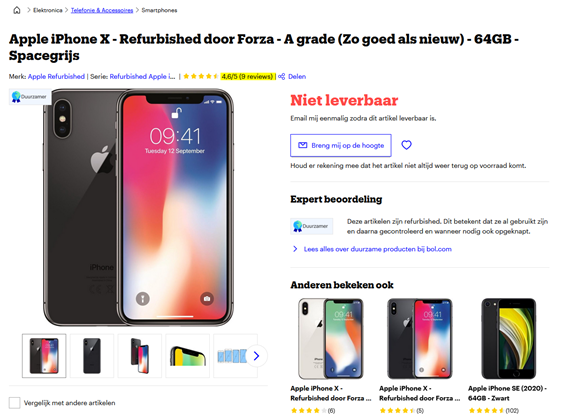 Elektronica > Telefonie & Accessoires > Smartphones
Apple iPhone X - Refurbished door Forza - A grade (Zo goed als nieuw) - 64GB -
Spacegrijs
Merk: Apple Refurbished | Serie: Refurbished Apple i... | 4,6/5 (9 reviews) | Delen
Duurzamer
09:41
Tuesday 12 September
iPhone
Niet leverbaar
Email mij eenmalig zodra dit artikel leverbaar is.
Breng mij op de hoogte
Houd er rekening mee dat het artikel niet altijd weer terug op voorraad komt.
Expert beoordeling
Duurzamer
Deze artikelen zijn refurbished. Dit betekent dat ze al gebruikt zijn
en daarna gecontroleerd en wanneer nodig ook opgeknapt.
Lees alles over duurzame producten bij bol.com
Anderen bekeken ook
09:41
09:41
Apple iPhone X -
Refurbished door Forza ...
(6)
Apple iPhone X -
Refurbished door Forza ...
(5)
Apple iPhone SE (2020) -
64GB - Zwart
(102)
Vergelijk met andere artikelen